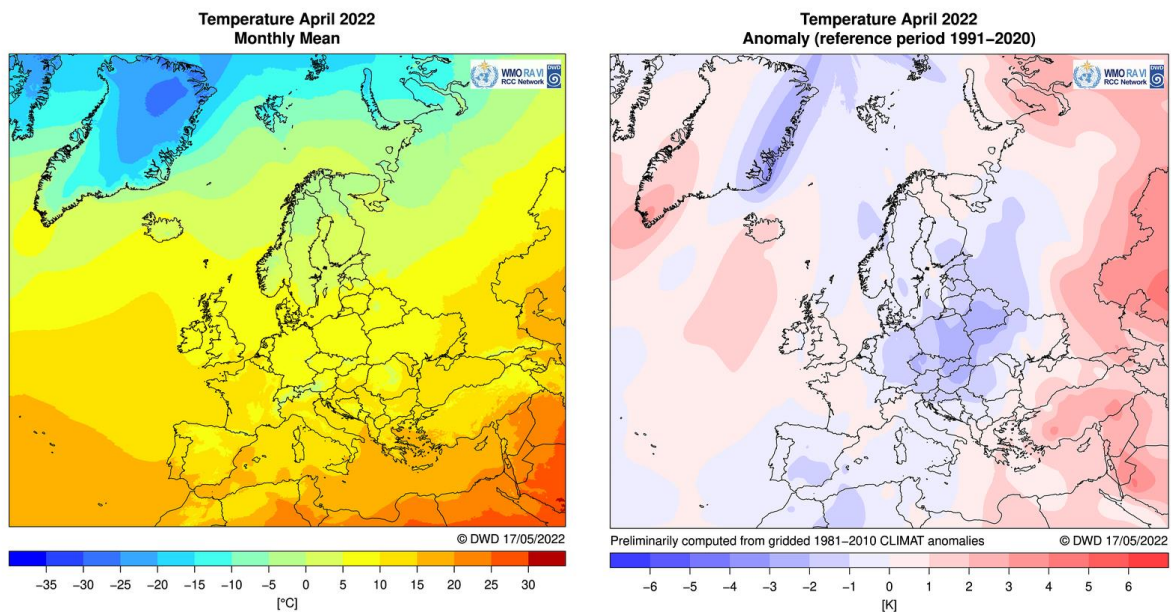 Temperature April 2022
Monthly Mean
WMO RA VI
RCC Network
DWD
© DWD 17/05/2022
−35 −30 −25 −20 −15 −10 −5 0 5 10 15 20 25 30
[°C]
Temperature April 2022
Anomaly (reference period 1991−2020)
WMO RA VI
RCC Network
DWD
Preliminarily computed from gridded 1981−2010 CLIMAT anomalies © DWD 17/05/2022
−6 −5 −4 −3 −2 −1 0 1 2 3 4 5 6
[K]